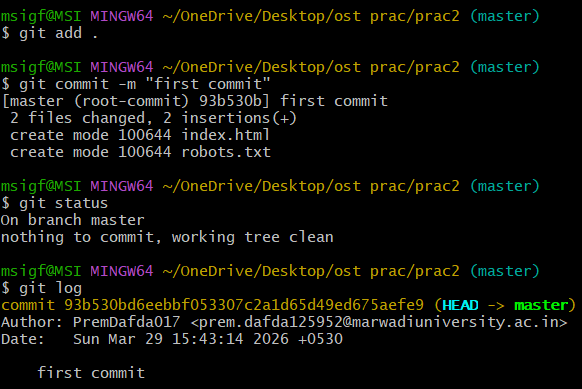 msigf@MSI MINGW64 ~/OneDrive/Desktop/ost prac/prac2 (master)
$ git add .
msigf@MSI MINGW64 ~/OneDrive/Desktop/ost prac/prac2 (master)
$ git commit -m "first commit"
[master (root-commit) 93b530b] first commit
 2 files changed, 2 insertions(+)
 create mode 100644 index.html
 create mode 100644 robots.txt
msigf@MSI MINGW64 ~/OneDrive/Desktop/ost prac/prac2 (master)
$ git status
On branch master
nothing to commit, working tree clean
msigf@MSI MINGW64 ~/OneDrive/Desktop/ost prac/prac2 (master)
$ git log
commit 93b530bd6eebbf053307c2a1d65d49ed675aefe9 (HEAD -> master)
Author: PremDafda017 <prem.dafda125952@marwadiuniversity.ac.in>
Date:   Sun Mar 29 15:43:14 2026 +0530
    first commit